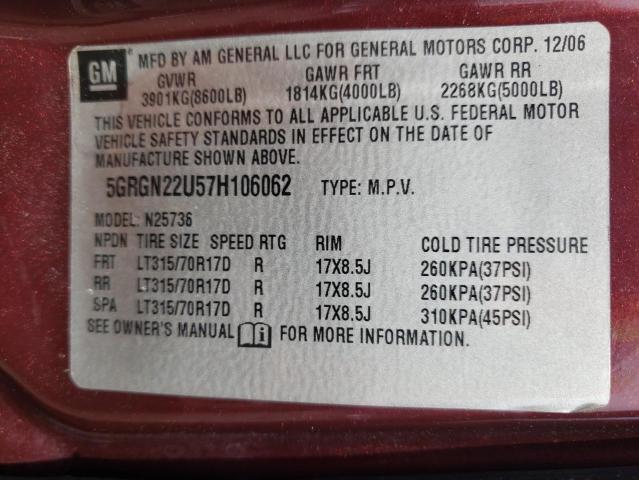 GM
MFD BY AM GENERAL LLC FOR GENERAL MOTORS CORP. 12/06
GVWR GAWR FRT GAWR RR
3901KG(8600LB) 1814KG(4000LB) 2268KG(5000LB)
THIS VEHICLE CONFORMS TO ALL APPLICABLE U.S. FEDERAL MOTOR
VEHICLE SAFETY STANDARDS IN EFFECT ON THE DATE OF
MANUFACTURE SHOWN ABOVE.
5GRGN22U57H106062 TYPE: M.P.V.
MODEL: N25736
NPDN TIRE SIZE SPEED RTG RIM COLD TIRE PRESSURE
FRT LT315/70R17D R 17X8.5J 260KPA(37PSI)
RR LT315/70R17D R 17X8.5J 260KPA(37PSI)
SPA LT315/70R17D R 17X8.5J 310KPA(45PSI)
SEE OWNER'S MANUAL i FOR MORE INFORMATION.